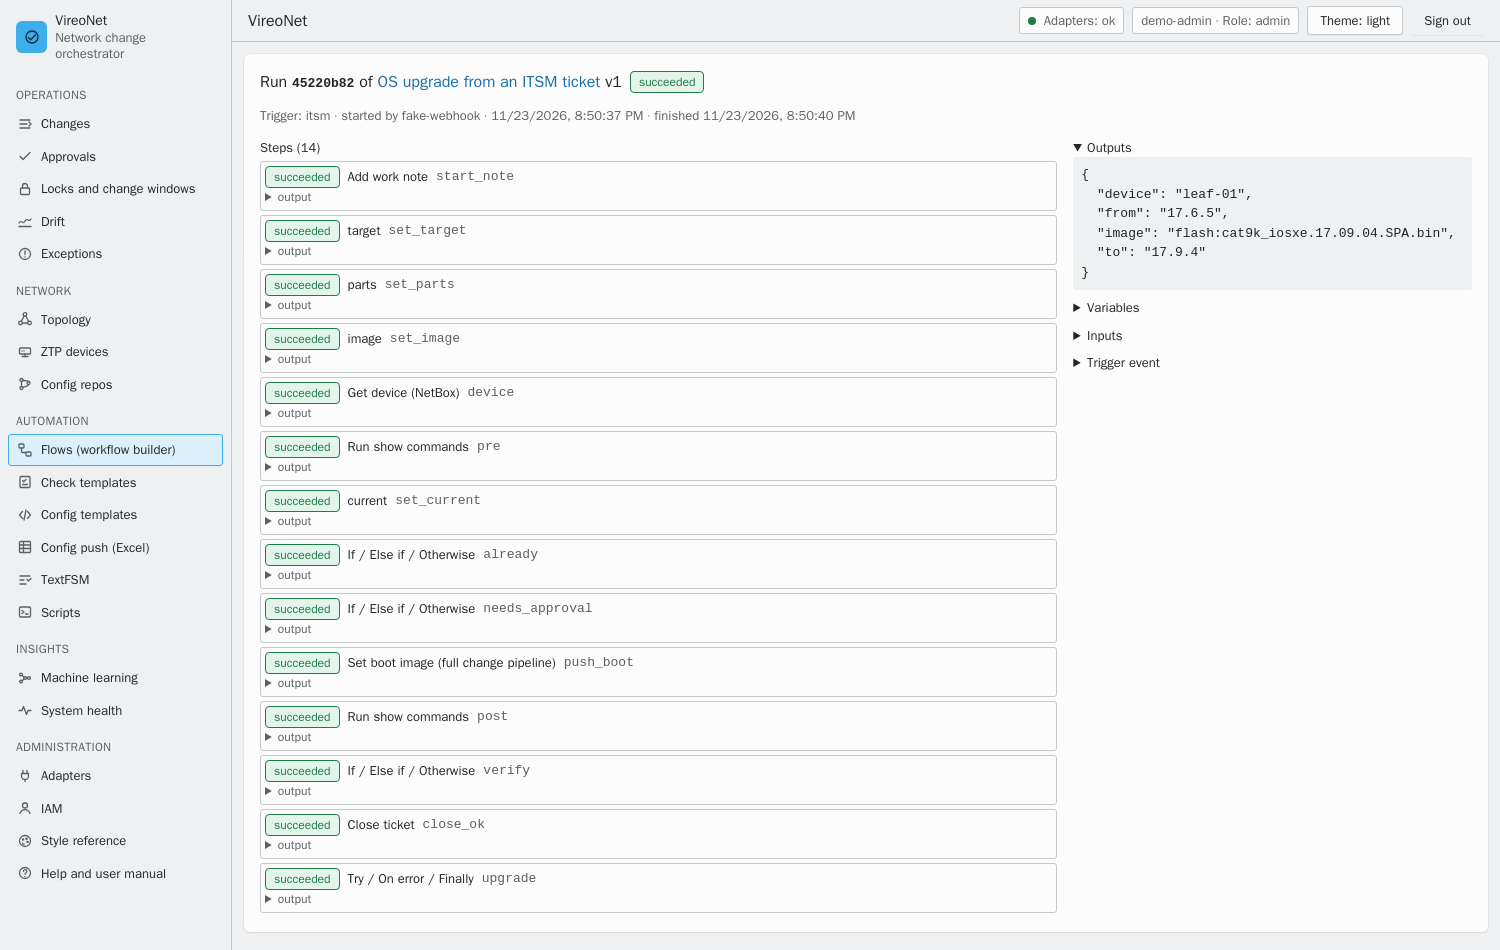 VireoNet
Network change
orchestrator
OPERATIONS
Changes
Approvals
Locks and change windows
Drift
Exceptions
NETWORK
Topology
ZTP devices
Config repos
AUTOMATION
Flows (workflow builder)
Check templates
Config templates
Config push (Excel)
TextFSM
Scripts
INSIGHTS
Machine learning
System health
ADMINISTRATION
Adapters
IAM
Style reference
Help and user manual
VireoNet
Adapters: ok
demo-admin · Role: admin
Theme: light
Sign out
Run 45220b82 of OS upgrade from an ITSM ticket v1 succeeded
Trigger: itsm · started by fake-webhook · 11/23/2026, 8:50:37 PM · finished 11/23/2026, 8:50:40 PM
Steps (14)
succeeded Add work note start_note
output
succeeded target set_target
output
succeeded parts set_parts
output
succeeded image set_image
output
succeeded Get device (NetBox) device
output
succeeded Run show commands pre
output
succeeded current set_current
output
succeeded If / Else if / Otherwise already
output
succeeded If / Else if / Otherwise needs_approval
output
succeeded Set boot image (full change pipeline) push_boot
output
succeeded Run show commands post
output
succeeded If / Else if / Otherwise verify
output
succeeded Close ticket close_ok
output
succeeded Try / On error / Finally upgrade
output
Outputs
{
"device": "leaf-01",
"from": "17.6.5",
"image": "flash:cat9k_iosxe.17.09.04.SPA.bin",
"to": "17.9.4"
}
Variables
Inputs
Trigger event